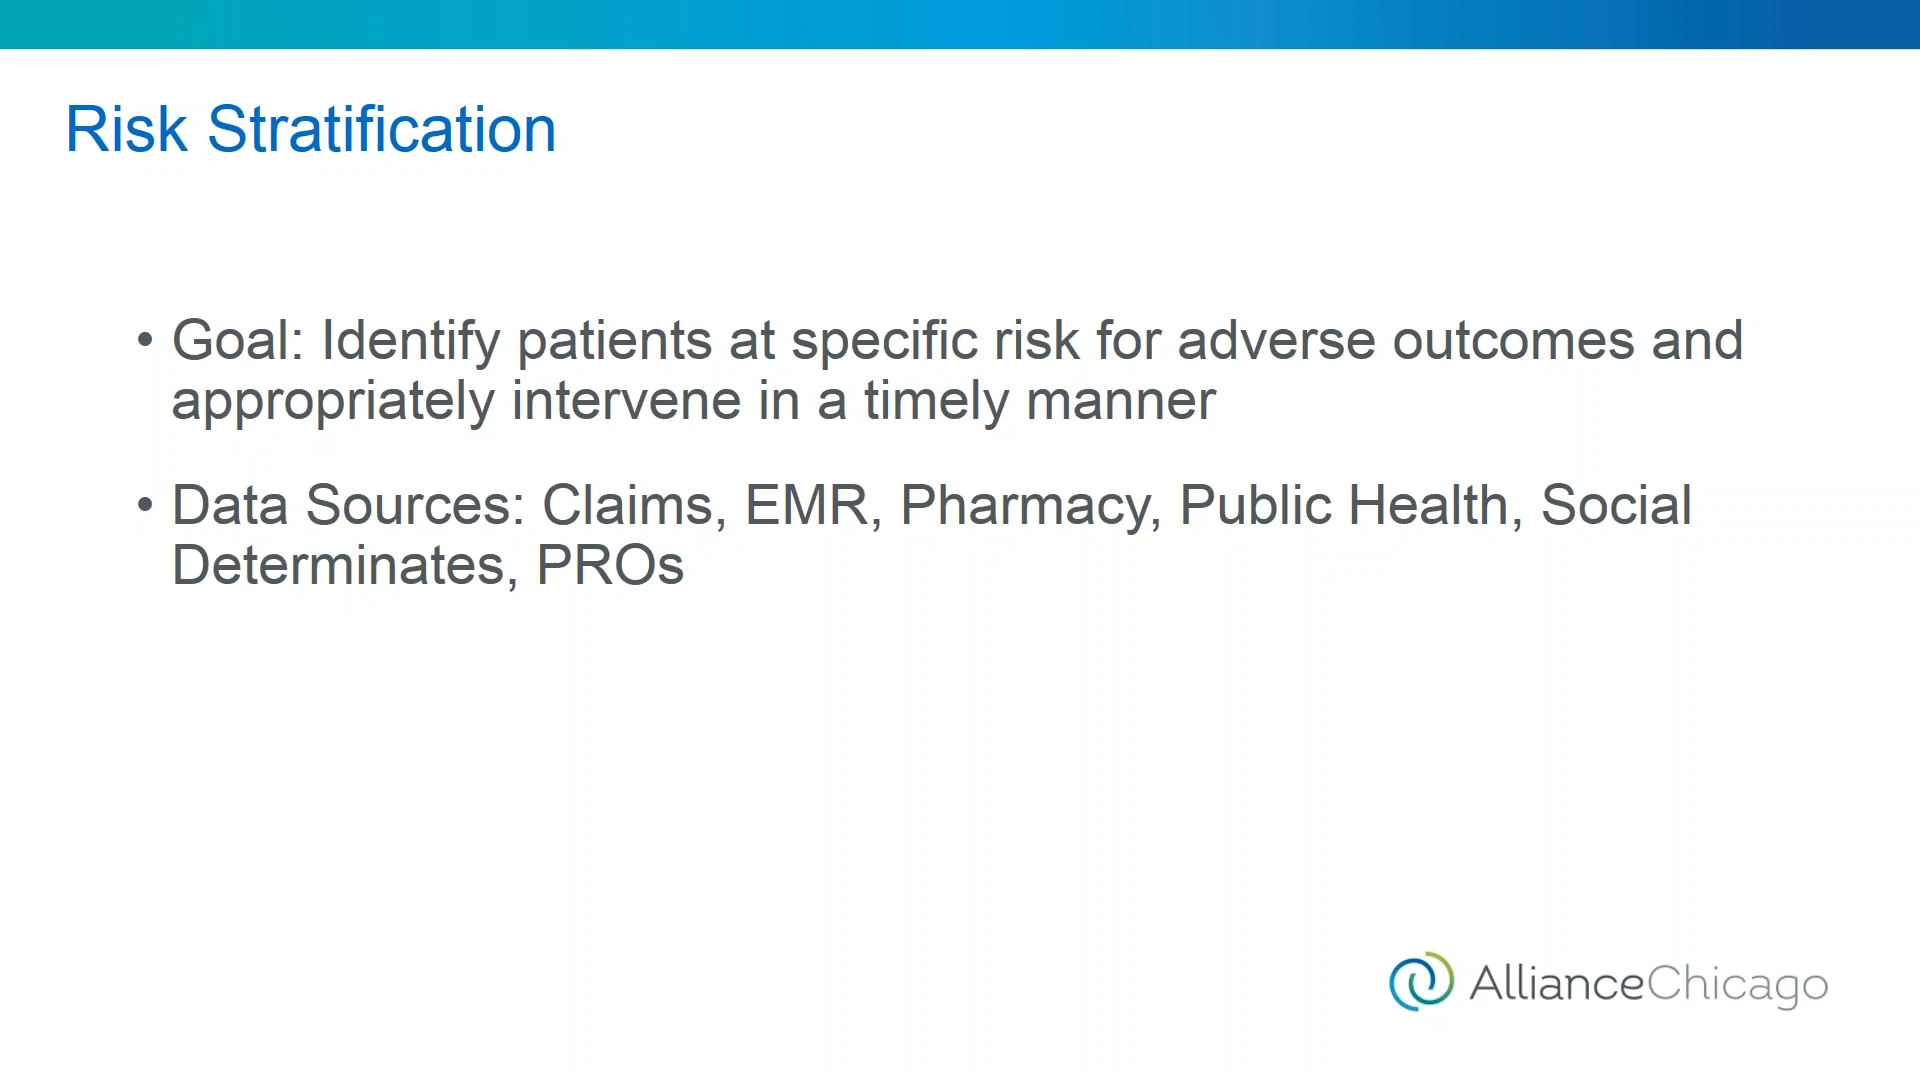 Risk Stratification
• Goal: Identify patients at specific risk for adverse outcomes and
appropriately intervene in a timely manner
• Data Sources: Claims, EMR, Pharmacy, Public Health, Social
Determinates, PROs
AllianceChicago